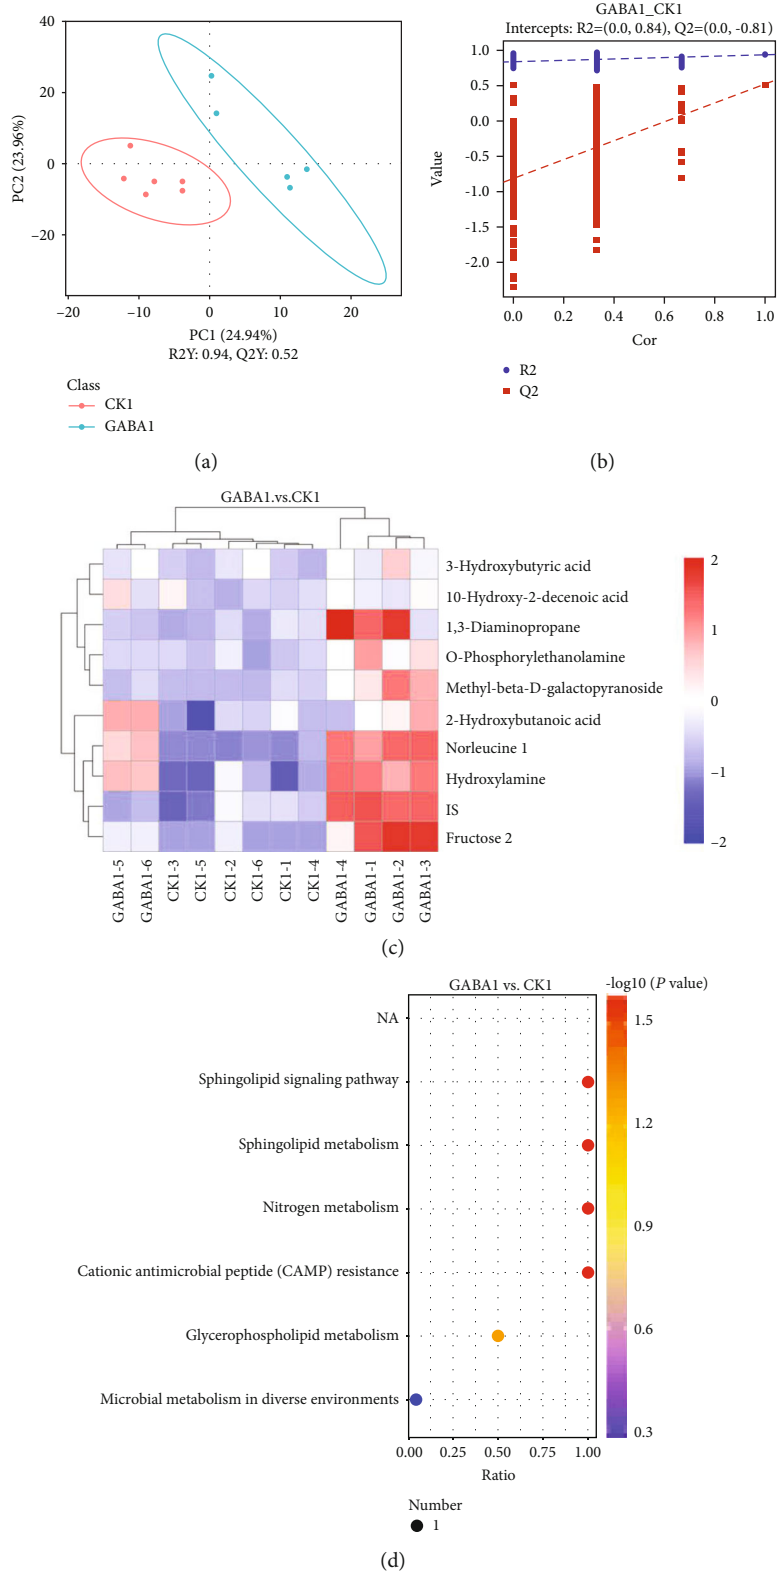 40
20
0
−20
PC2 (23.96%)
−20
−10
0
10
20
PC1 (24.94%)
R2Y: 0.94, Q2Y: 0.52
Class
CK1
GABA1
(a)
GABA1_CK1
Intercepts: R2=(0.0, 0.84), Q2=(0.0, -0.81)
1.0
0.5
0.0
-0.5
-1.0
-1.5
-2.0
Value
0.0
0.2
0.4
0.6
0.8
1.0
Cor
R2
Q2
(b)
GABA1.vs.CK1
3-Hydroxybutyric acid
10-Hydroxy-2-decenoic acid
1,3-Diaminopropane
O-Phosphorylethanolamine
Methyl-beta-D-galactopyranoside
2-Hydroxybutanoic acid
Norleucine 1
Hydroxylamine
IS
Fructose 2
GABA1-5
GABA1-6
CK1-3
CK1-5
CK1-2
CK1-6
CK1-1
CK1-4
GABA1-4
GABA1-1
GABA1-2
GABA1-3
2
1
0
−1
−2
(c)
GABA1 vs. CK1
-log10 (P value)
NA
Sphingolipid signaling pathway
Sphingolipid metabolism
Nitrogen metabolism
Cationic antimicrobial peptide (CAMP) resistance
Glycerophospholipid metabolism
Microbial metabolism in diverse environments
0.00
0.25
0.50
0.75
1.00
Ratio
1.5
1.2
0.9
0.6
0.3
Number
1
(d)